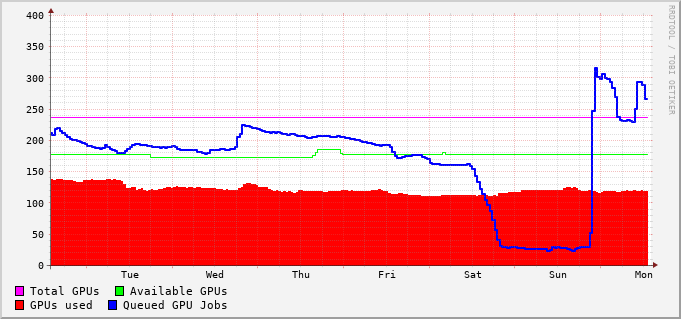 400
350
300
250
200
150
100
50
0
Tue Wed Thu Fri Sat Sun Mon
Total GPUs Available GPUs
GPUs used Queued GPU Jobs
RRDTOOL / TOBI OETIKER